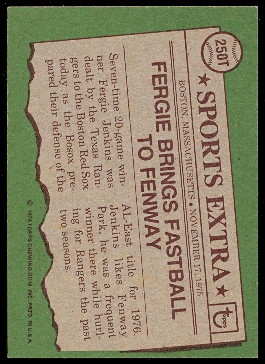 250T
★ SPORTS EXTRA ★
BOSTON, MASSACHUSETTS • NOVEMBER 17, 1975
FERGIE BRINGS FASTBALL
TO FENWAY
Seven-time 20-game win-
ner Fergie Jenkins was
dealt by the Texas Ran-
gers to the Boston Red Sox
today as the Bosox pre-
pared their defense of the
AL-East title for 1976.
Jenkins likes Fenway
Park, he was a frequent
winner there while hurl-
ing for Rangers the past
two seasons.